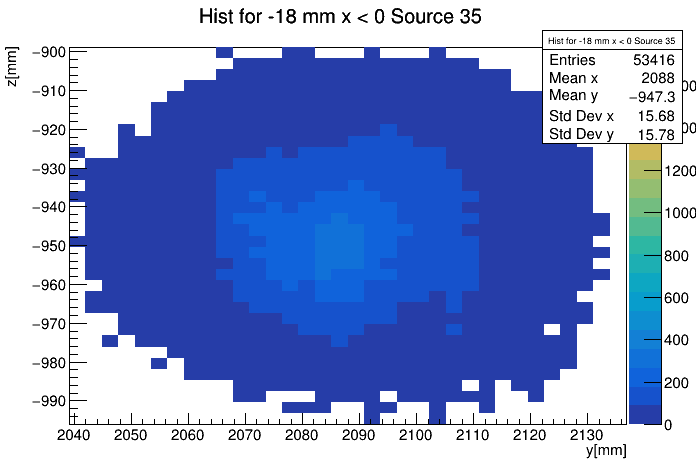 Hist for -18 mm x < 0 Source 35
Hist for -18 mm x < 0 Source 35
Entries 53416
Mean x 2088
Mean y −947.3
Std Dev x 15.68
Std Dev y 15.78
z[mm]
−900
−910
−920
−930
−940
−950
−960
−970
−980
−990
2040 2050 2060 2070 2080 2090 2100 2110 2120 2130
y[mm]
1200
1000
800
600
400
200
0